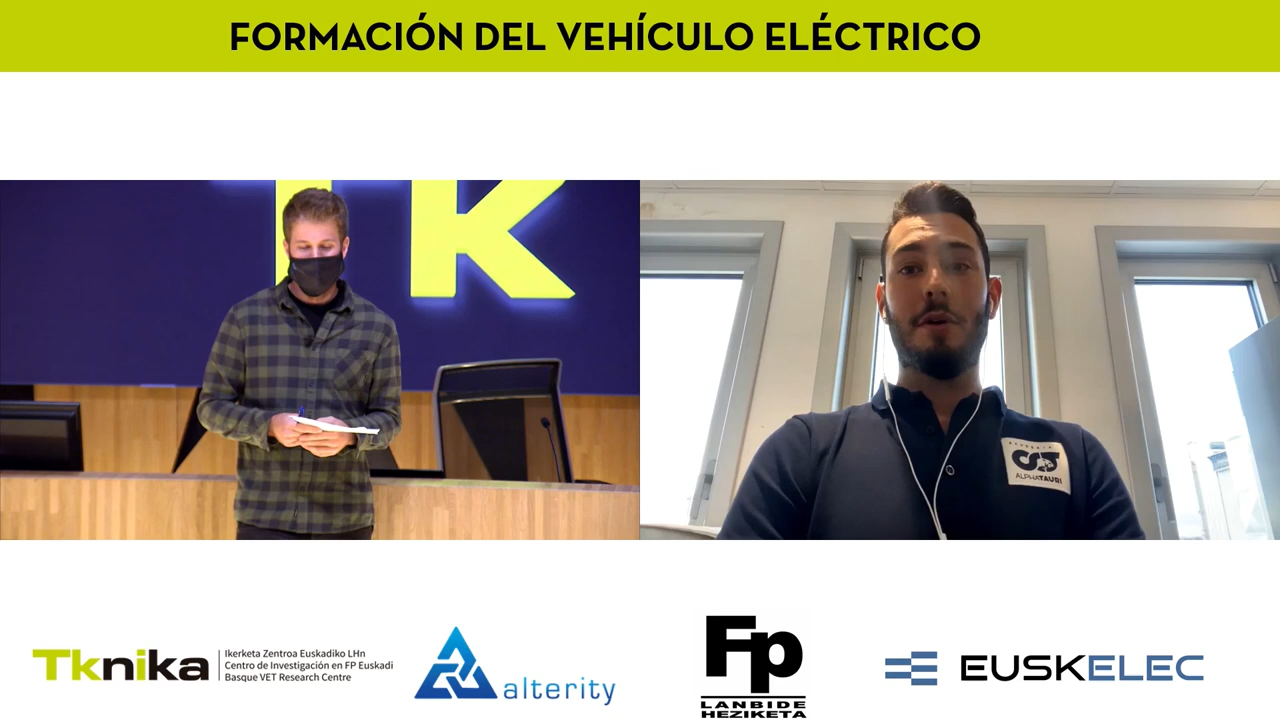 FORMACIÓN DEL VEHÍCULO ELÉCTRICO
TK
ALPHATAURI
Tknika
Ikerketa Zentroa Euskadiko LHn
Centro de Investigación en FP Euskadi
Basque VET Research Centre
alterity
Fp
LANBIDE
HEZIKETA
EUSKELEC